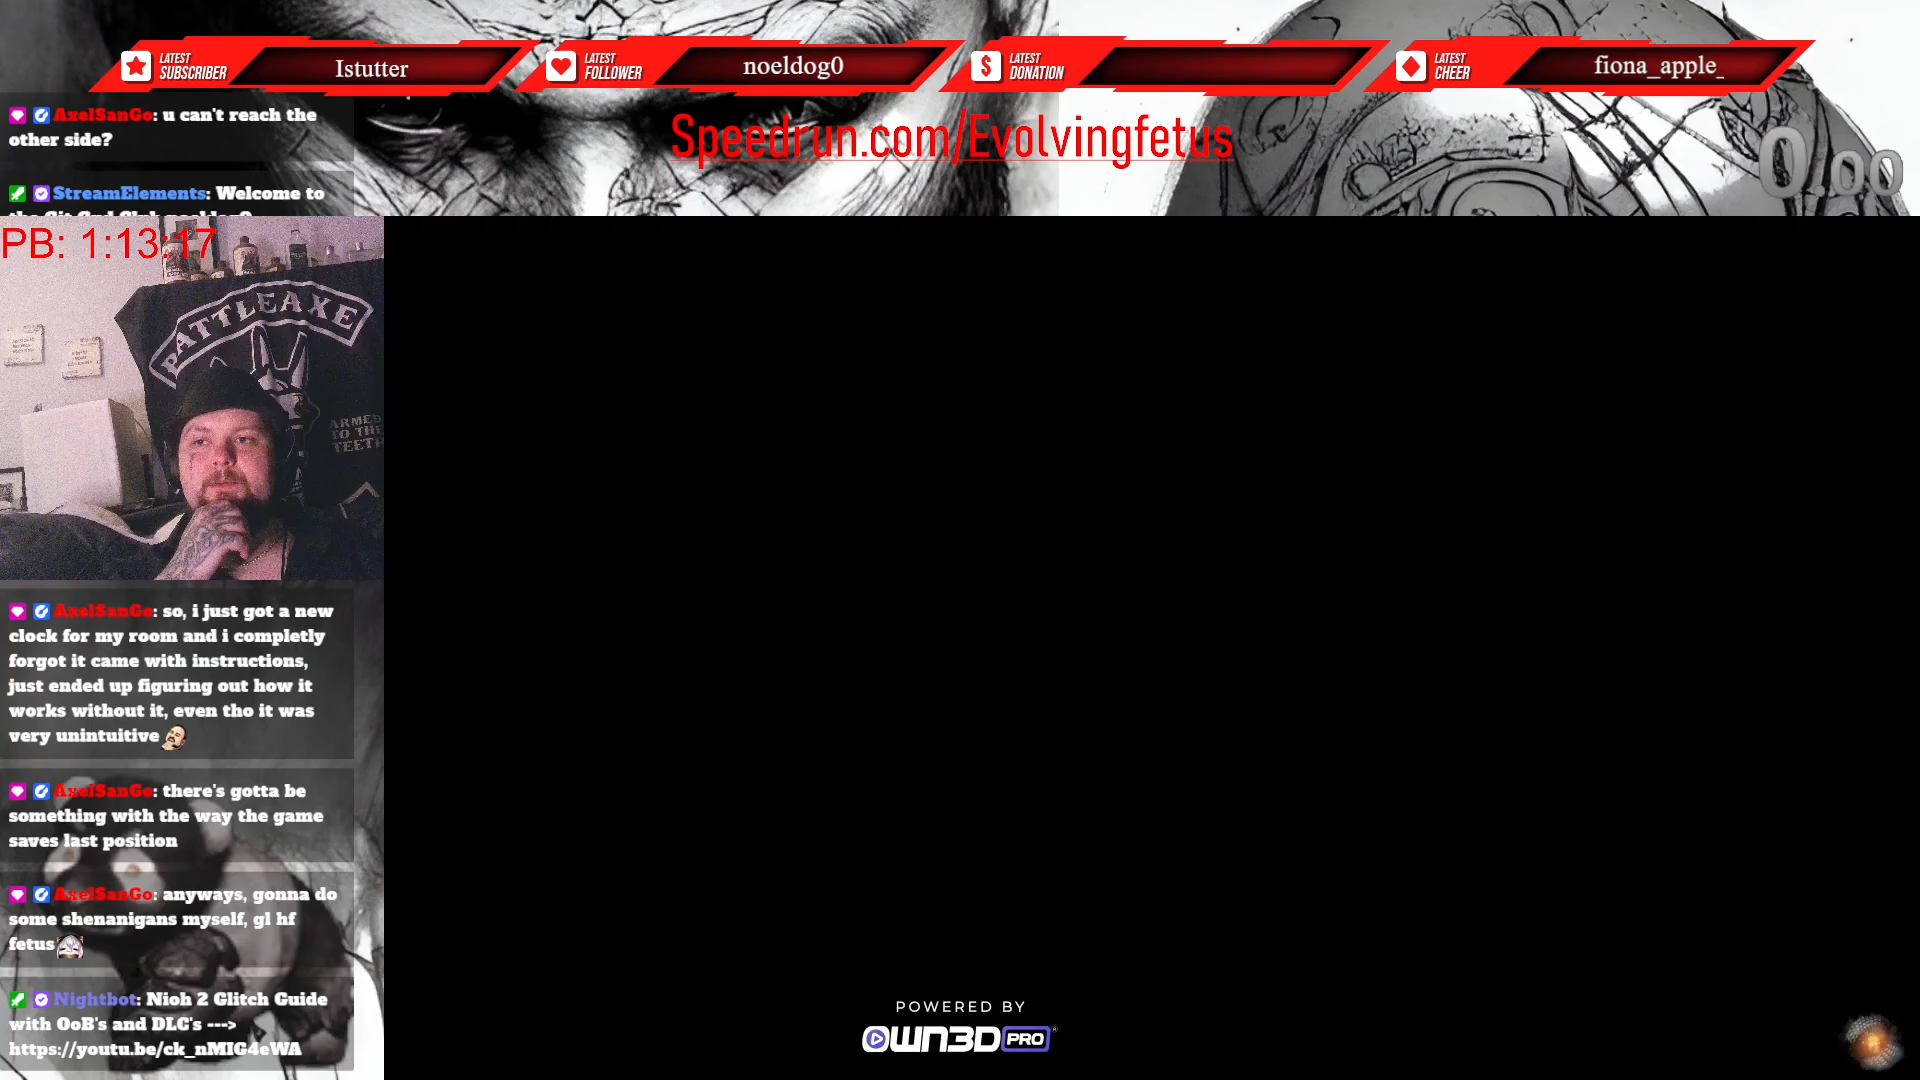 LATEST
SUBSCRIBER
Istutter
LATEST
FOLLOWER
noeldog0
LATEST
DONATION
LATEST
CHEER
fiona_apple_
Speedrun.com/Evolvingfetus
0.00
AxelSanGo: u can't reach the
other side?
StreamElements: Welcome to
PB: 1:13:17
BATTLEAXE
ARMED
TO THE
TEETH
AxelSanGo: so, i just got a new
clock for my room and i completly
forgot it came with instructions,
just ended up figuring out how it
works without it, even tho it was
very unintuitive
AxelSanGo: there's gotta be
something with the way the game
saves last position
AxelSanGo: anyways, gonna do
some shenanigans myself, gl hf
fetus
Nightbot: Nioh 2 Glitch Guide
with OoB's and DLC's --->
https://youtu.be/ck_nMIG4eWA
POWERED BY
OWN3D PRO